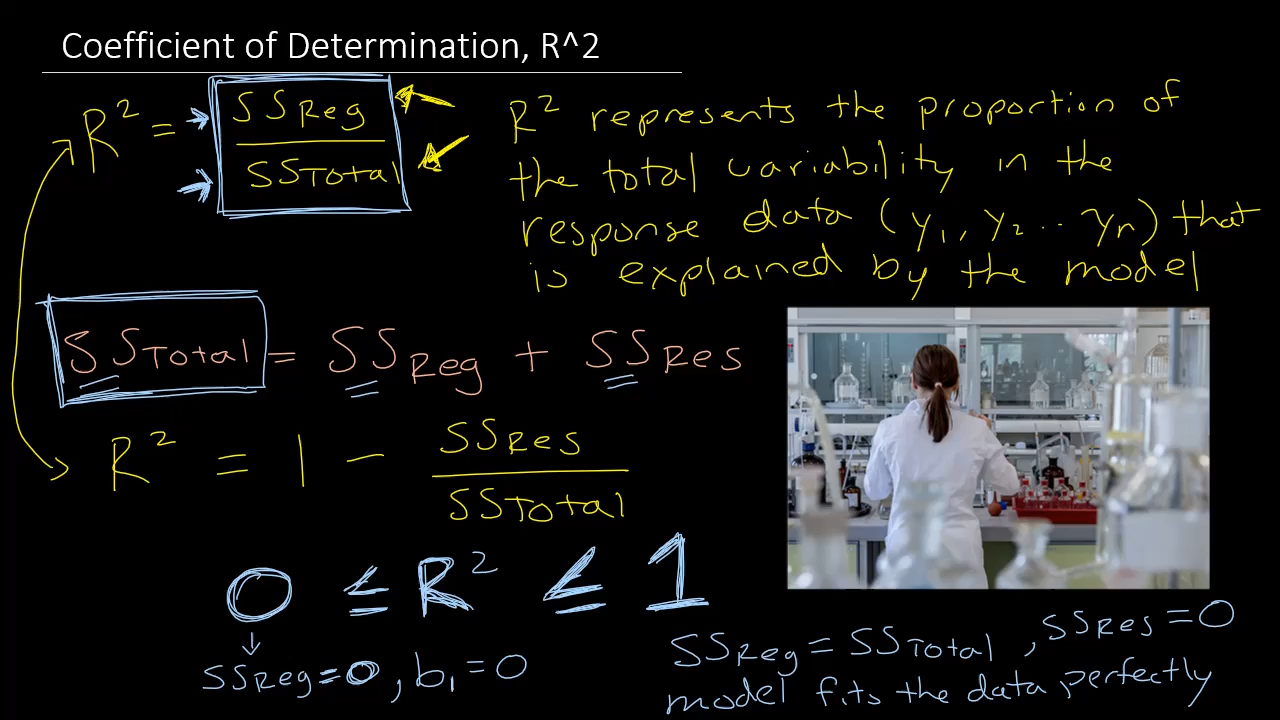 Coefficient of Determination, R^2
R² = SSReg / SSTotal
R² represents the proportion of
the total variability in the
response data (y₁, y₂ .. yₙ) that
is explained by the model
SSTotal = SSReg + SSRes
R² = 1 - SSRes / SSTotal
0 ≤ R² ≤ 1
SSReg = 0, b₁ = 0
SSReg = SSTotal, SSRes = 0
model fits the data perfectly